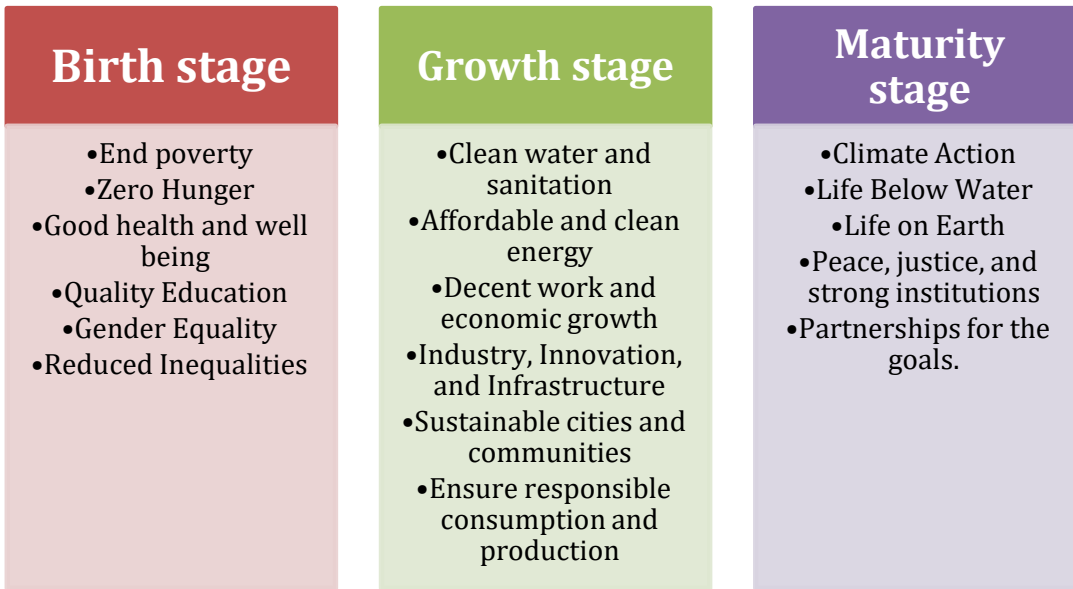 Birth stage
•End poverty
•Zero Hunger
•Good health and well
being
•Quality Education
•Gender Equality
•Reduced Inequalities
Growth stage
•Clean water and
sanitation
•Affordable and clean
energy
•Decent work and
economic growth
•Industry, Innovation,
and Infrastructure
•Sustainable cities and
communities
•Ensure responsible
consumption and
production
Maturity
stage
•Climate Action
•Life Below Water
•Life on Earth
•Peace, justice, and
strong institutions
•Partnerships for the
goals.